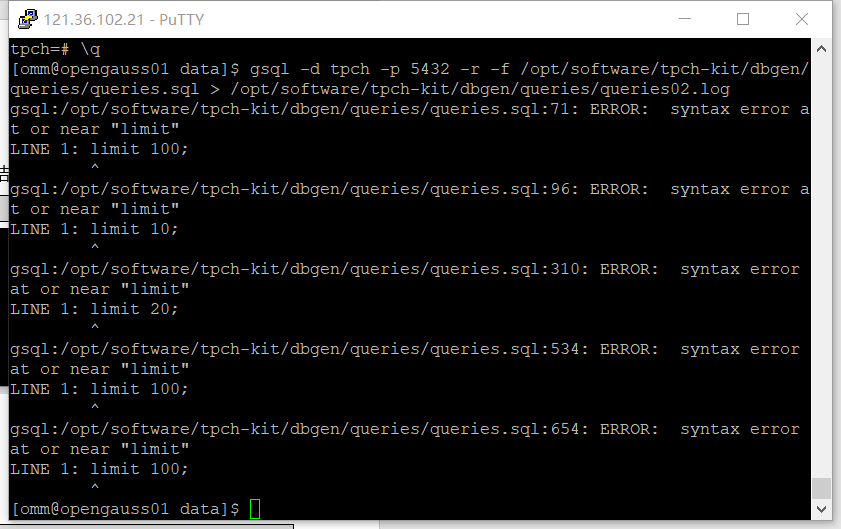 121.36.102.21 - PuTTY
tpch=# \q
[omm@opengauss01 data]$ gsql -d tpch -p 5432 -r -f /opt/software/tpch-kit/dbgen/
queries/queries.sql > /opt/software/tpch-kit/dbgen/queries/queries02.log
gsql:/opt/software/tpch-kit/dbgen/queries/queries.sql:71: ERROR:  syntax error a
t or near "limit"
LINE 1: limit 100;
        ^
gsql:/opt/software/tpch-kit/dbgen/queries/queries.sql:96: ERROR:  syntax error a
t or near "limit"
LINE 1: limit 10;
        ^
gsql:/opt/software/tpch-kit/dbgen/queries/queries.sql:310: ERROR:  syntax error
at or near "limit"
LINE 1: limit 20;
        ^
gsql:/opt/software/tpch-kit/dbgen/queries/queries.sql:534: ERROR:  syntax error
at or near "limit"
LINE 1: limit 100;
        ^
gsql:/opt/software/tpch-kit/dbgen/queries/queries.sql:654: ERROR:  syntax error
at or near "limit"
LINE 1: limit 100;
        ^
[omm@opengauss01 data]$